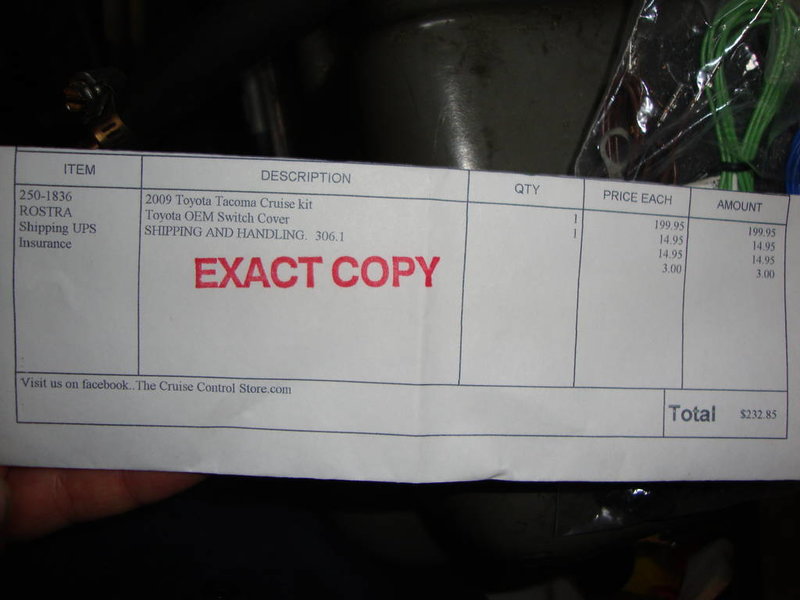 ITEM DESCRIPTION QTY PRICE EACH AMOUNT
250-1836 2009 Toyota Tacoma Cruise kit 1 199.95 199.95
ROSTRA Toyota OEM Switch Cover 1 14.95 14.95
Shipping UPS SHIPPING AND HANDLING. 306.1 14.95 14.95
Insurance 3.00 3.00
EXACT COPY
Visit us on facebook..The Cruise Control Store.com
Total $232.85